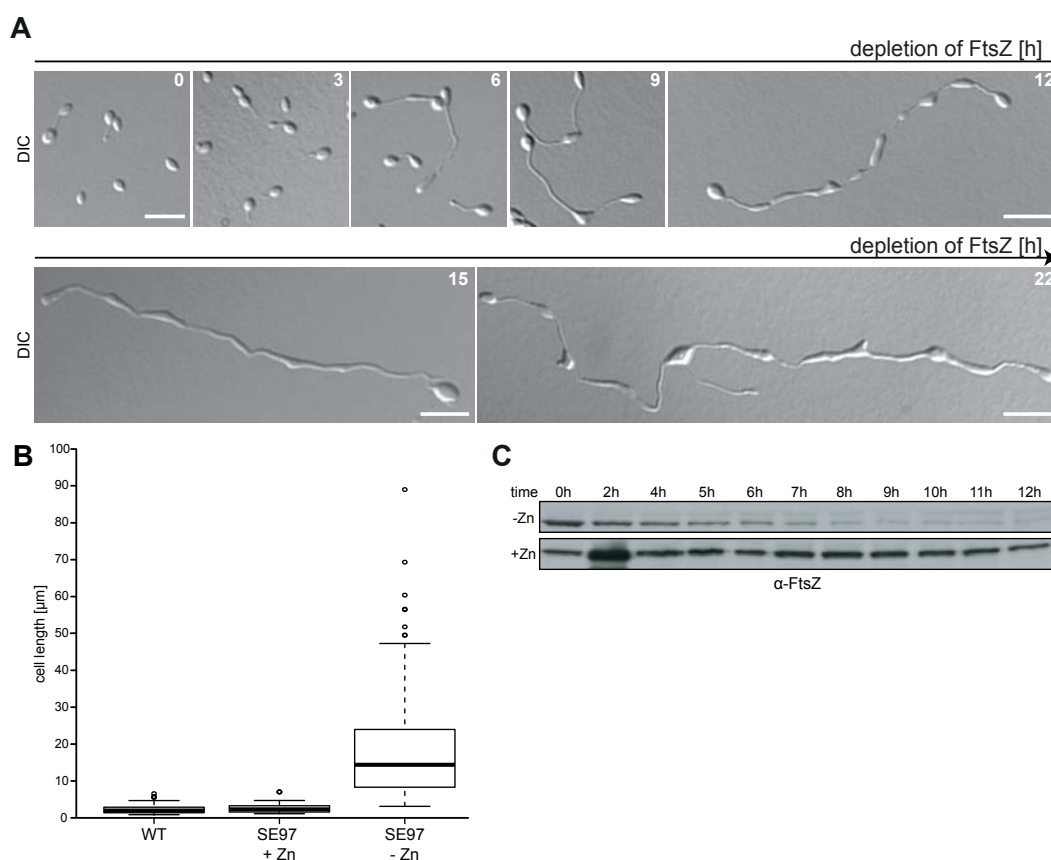 A
depletion of FtsZ [h]
DIC
0
3
6
9
12
depletion of FtsZ [h]
DIC
15
22
B
cell length [µm]
100
90
80
70
60
50
40
30
20
10
0
WT
SE97
+ Zn
SE97
- Zn
C
time 0h 2h 4h 5h 6h 7h 8h 9h 10h 11h 12h
-Zn
+Zn
α-FtsZ